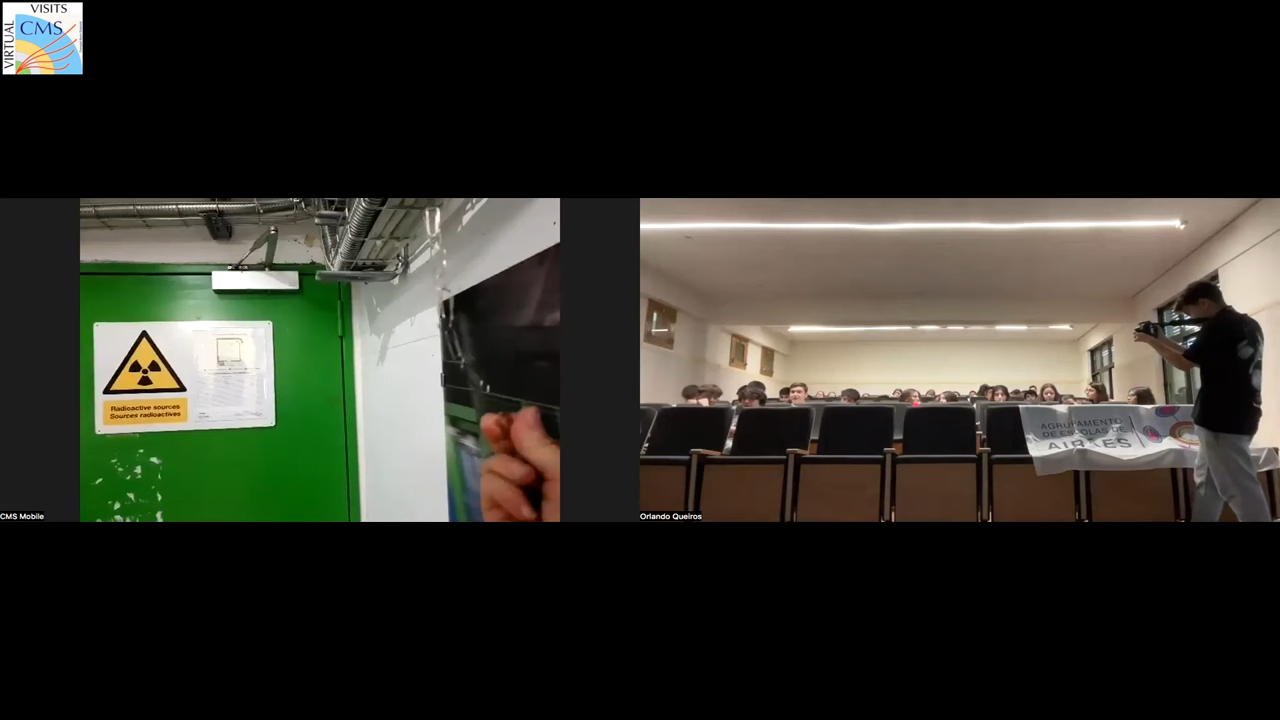 VISITS
CMS
VIRTUAL
Radioactive sources
Sources radioactives
AGRUPAMENTO
DE ESCOLAS DE
AIRÃES
CMS Mobile
Orlando Queiros